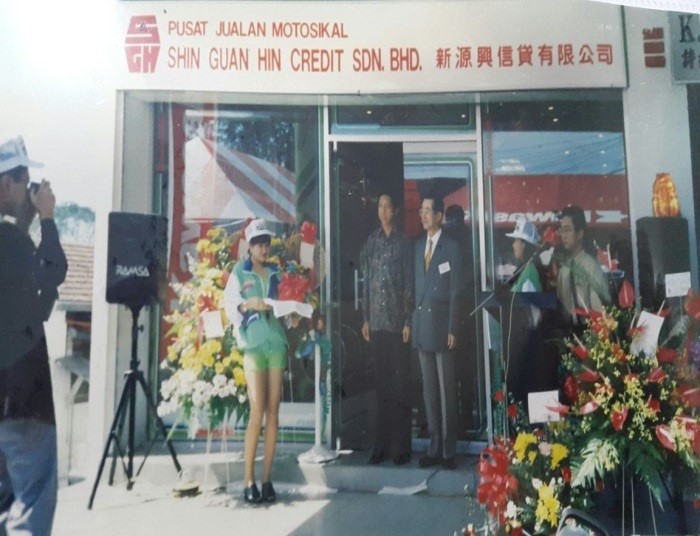 SGH
PUSAT JUALAN MOTOSIKAL
SHIN GUAN HIN CREDIT SDN. BHD. 新源興信貸有限公司
K
RAMSA